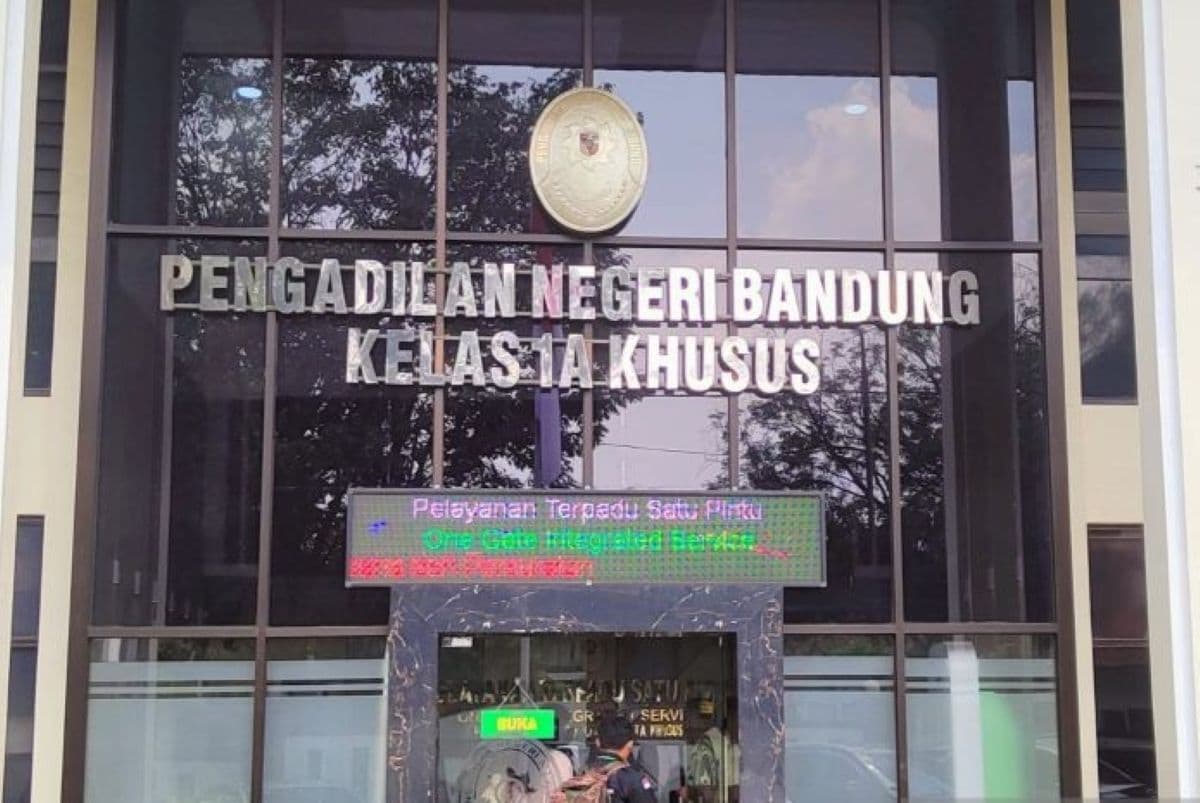 PENGADILAN NEGERI BANDUNG
KELAS 1A KHUSUS
Pelayanan Terpadu Satu Pintu
One Gate Integrated Service
BUKA